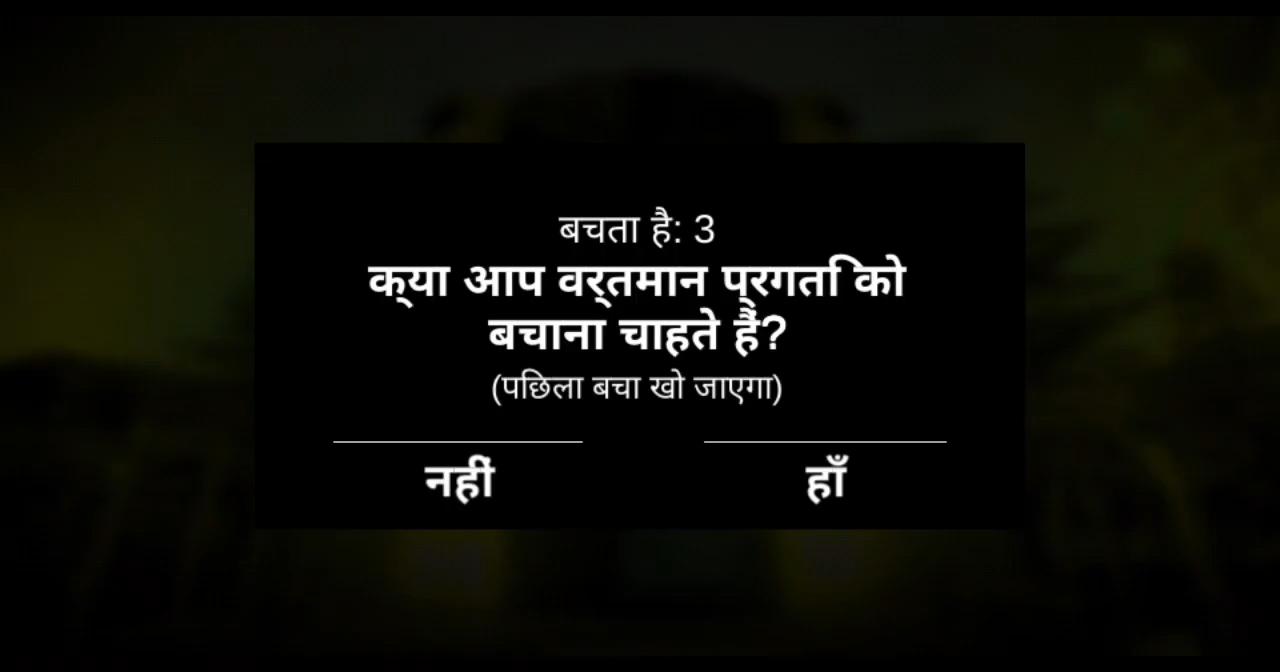 बचता है: 3
क्या आप वर्तमान प्रगति को
बचाना चाहते हैं?
(पिछला बचा खो जाएगा)
नहीं
हाँ